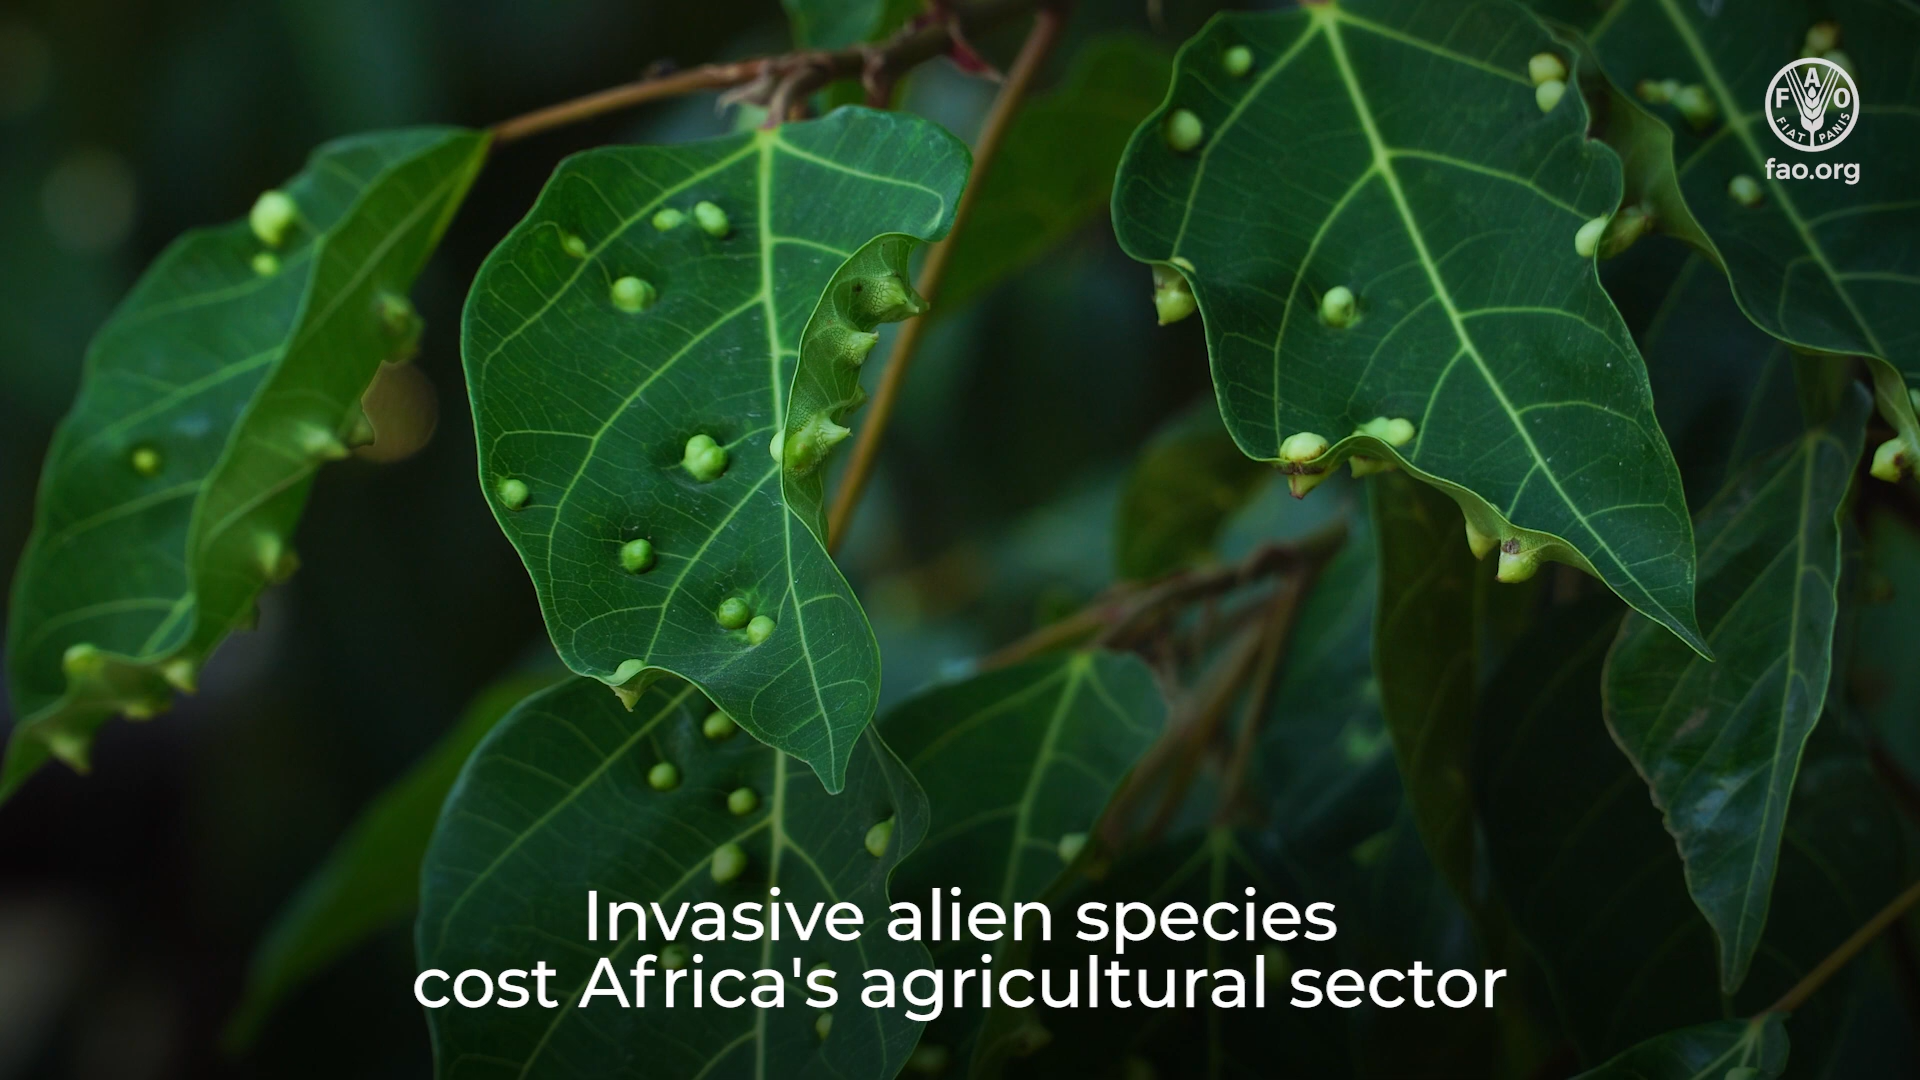 FAO
FIAT PANIS
fao.org
Invasive alien species
cost Africa's agricultural sector